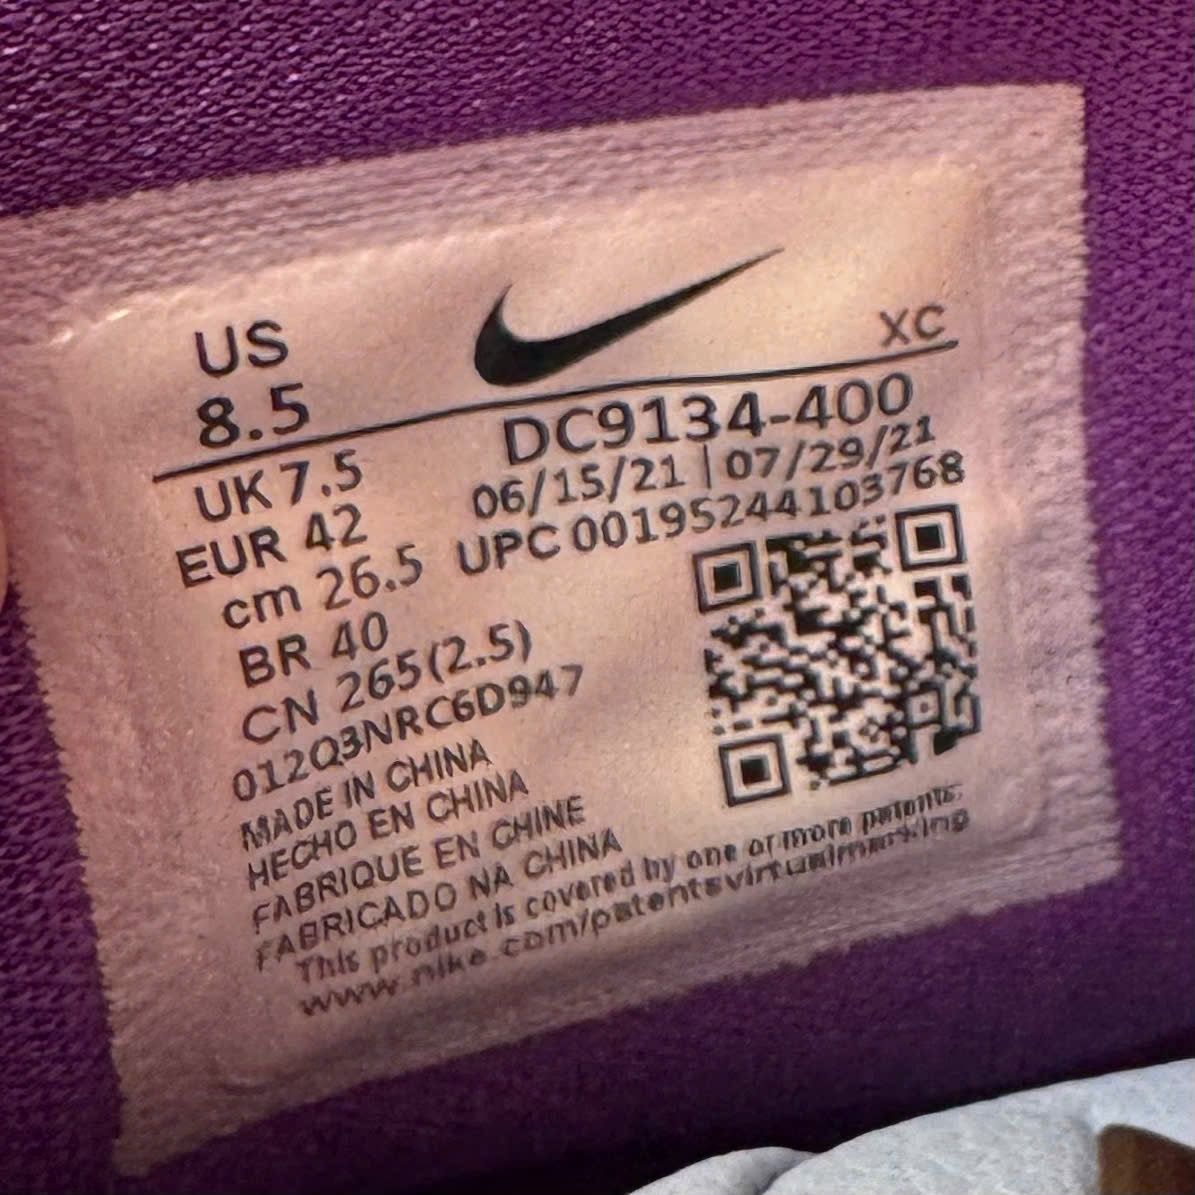 US
8.5
XC
UK 7.5
EUR 42
cm 26.5
BR 40
CN 265(2.5)
DC9134-400
06/15/21 | 07/29/21
UPC 00195244103768
012Q3NRC6D947
MADE IN CHINA
HECHO EN CHINA
FABRIQUE EN CHINE
FABRICADO NA CHINA
This product is covered by one or more patents.
www.nike.com/patentsvirtualmarking